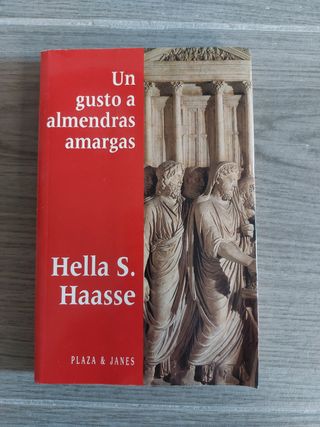 Un
gusto a
almendras
amargas
Hella S.
Haasse
PLAZA & JANES